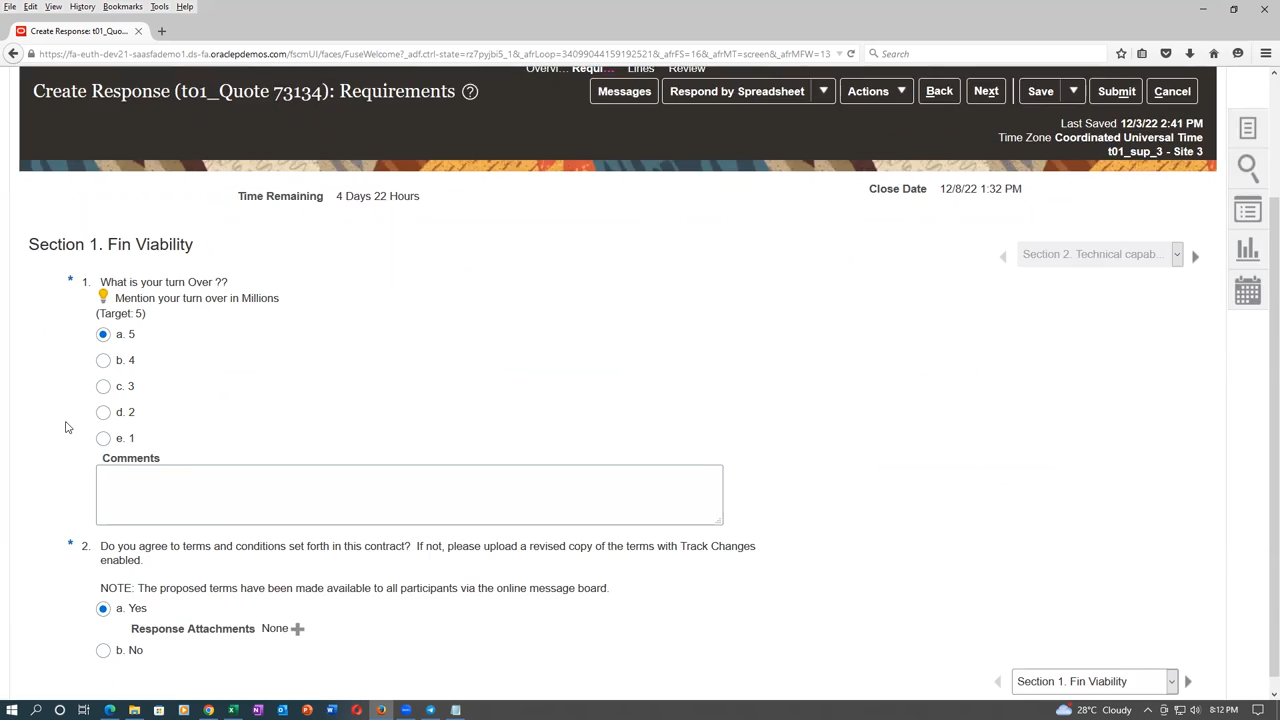 File Edit View History Bookmarks Tools Help
Create Response: t01_Quo...
https://fa-euth-dev21-saasfademo1.ds-fa.oraclepdemos.com/fscmUI/faces/FuseWelcome?_adf.ctrl-state=rz7pyjbi5_1&_afrLoop=34099044159192521&_afrFS=16&_afrMT=screen&_afrMFW=13
Search
Overvi... Requi... Lines Review
Create Response (t01_Quote 73134): Requirements
Messages Respond by Spreadsheet Actions Back Next Save Submit Cancel
Last Saved 12/3/22 2:41 PM
Time Zone Coordinated Universal Time
t01_sup_3 - Site 3
Time Remaining 4 Days 22 Hours
Close Date 12/8/22 1:32 PM
Section 1. Fin Viability
Section 2. Technical capab...
* 1. What is your turn Over ??
Mention your turn over in Millions
(Target: 5)
a. 5
b. 4
c. 3
d. 2
e. 1
Comments
* 2. Do you agree to terms and conditions set forth in this contract? If not, please upload a revised copy of the terms with Track Changes
enabled.
NOTE: The proposed terms have been made available to all participants via the online message board.
a. Yes
Response Attachments None
b. No
Section 1. Fin Viability
28°C Cloudy
8:12 PM